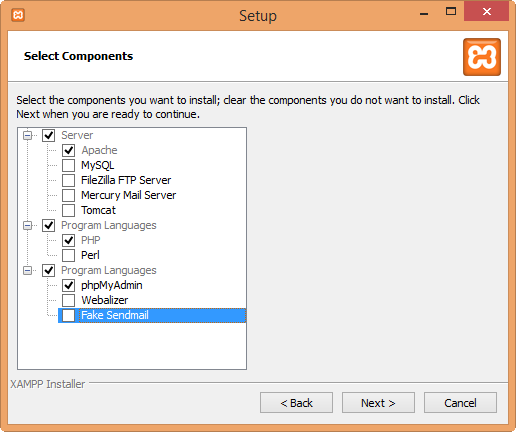 Setup
Select Components
Select the components you want to install; clear the components you do not want to install. Click
Next when you are ready to continue.
Server
Apache
MySQL
FileZilla FTP Server
Mercury Mail Server
Tomcat
Program Languages
PHP
Perl
Program Languages
phpMyAdmin
Webalizer
Fake Sendmail
XAMPP Installer
< Back Next > Cancel